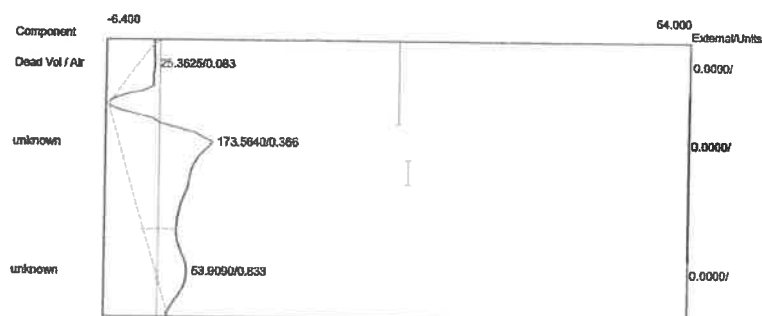 -6.400 64.000
Component External/Units
Dead Vol / Air 25.3625/0.083 0.0000/
unknown 173.5640/0.366 0.0000/
unknown 63.9090/0.833 0.0000/